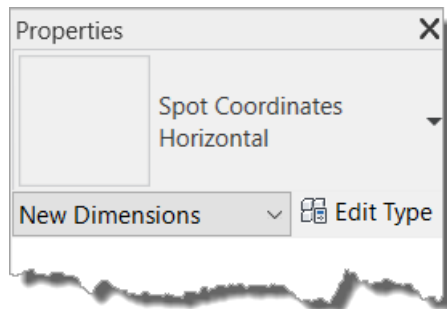 Properties
Spot Coordinates
Horizontal
New Dimensions
Edit Type